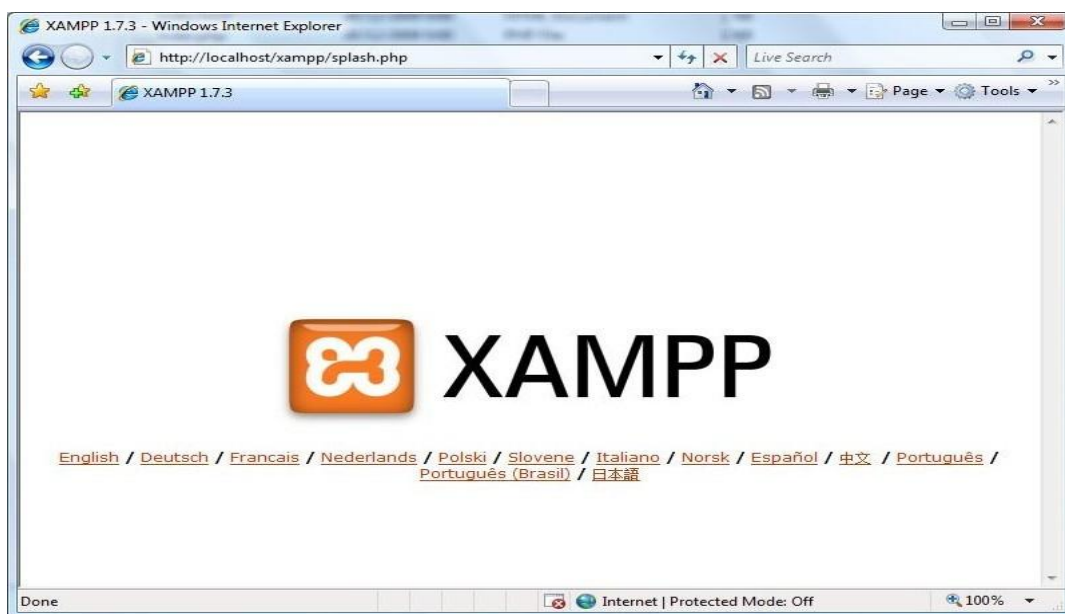 XAMPP 1.7.3 - Windows Internet Explorer
http://localhost/xampp/splash.php
Live Search
XAMPP 1.7.3
Page
Tools
XAMPP
English / Deutsch / Francais / Nederlands / Polski / Slovene / Italiano / Norsk / Español / 中文 / Português /
Português (Brasil) / 日本語
Done
Internet | Protected Mode: Off
100%